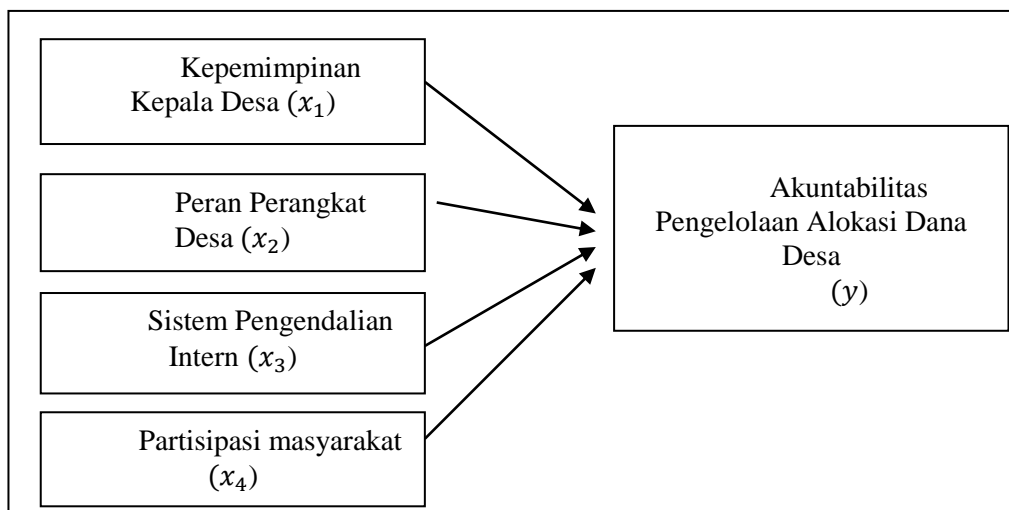 Kepemimpinan
Kepala Desa (𝑥₁)
Peran Perangkat
Desa (𝑥₂)
Sistem Pengendalian
Intern (𝑥₃)
Partisipasi masyarakat
(𝑥₄)
Akuntabilitas
Pengelolaan Alokasi Dana
Desa
(𝑦)